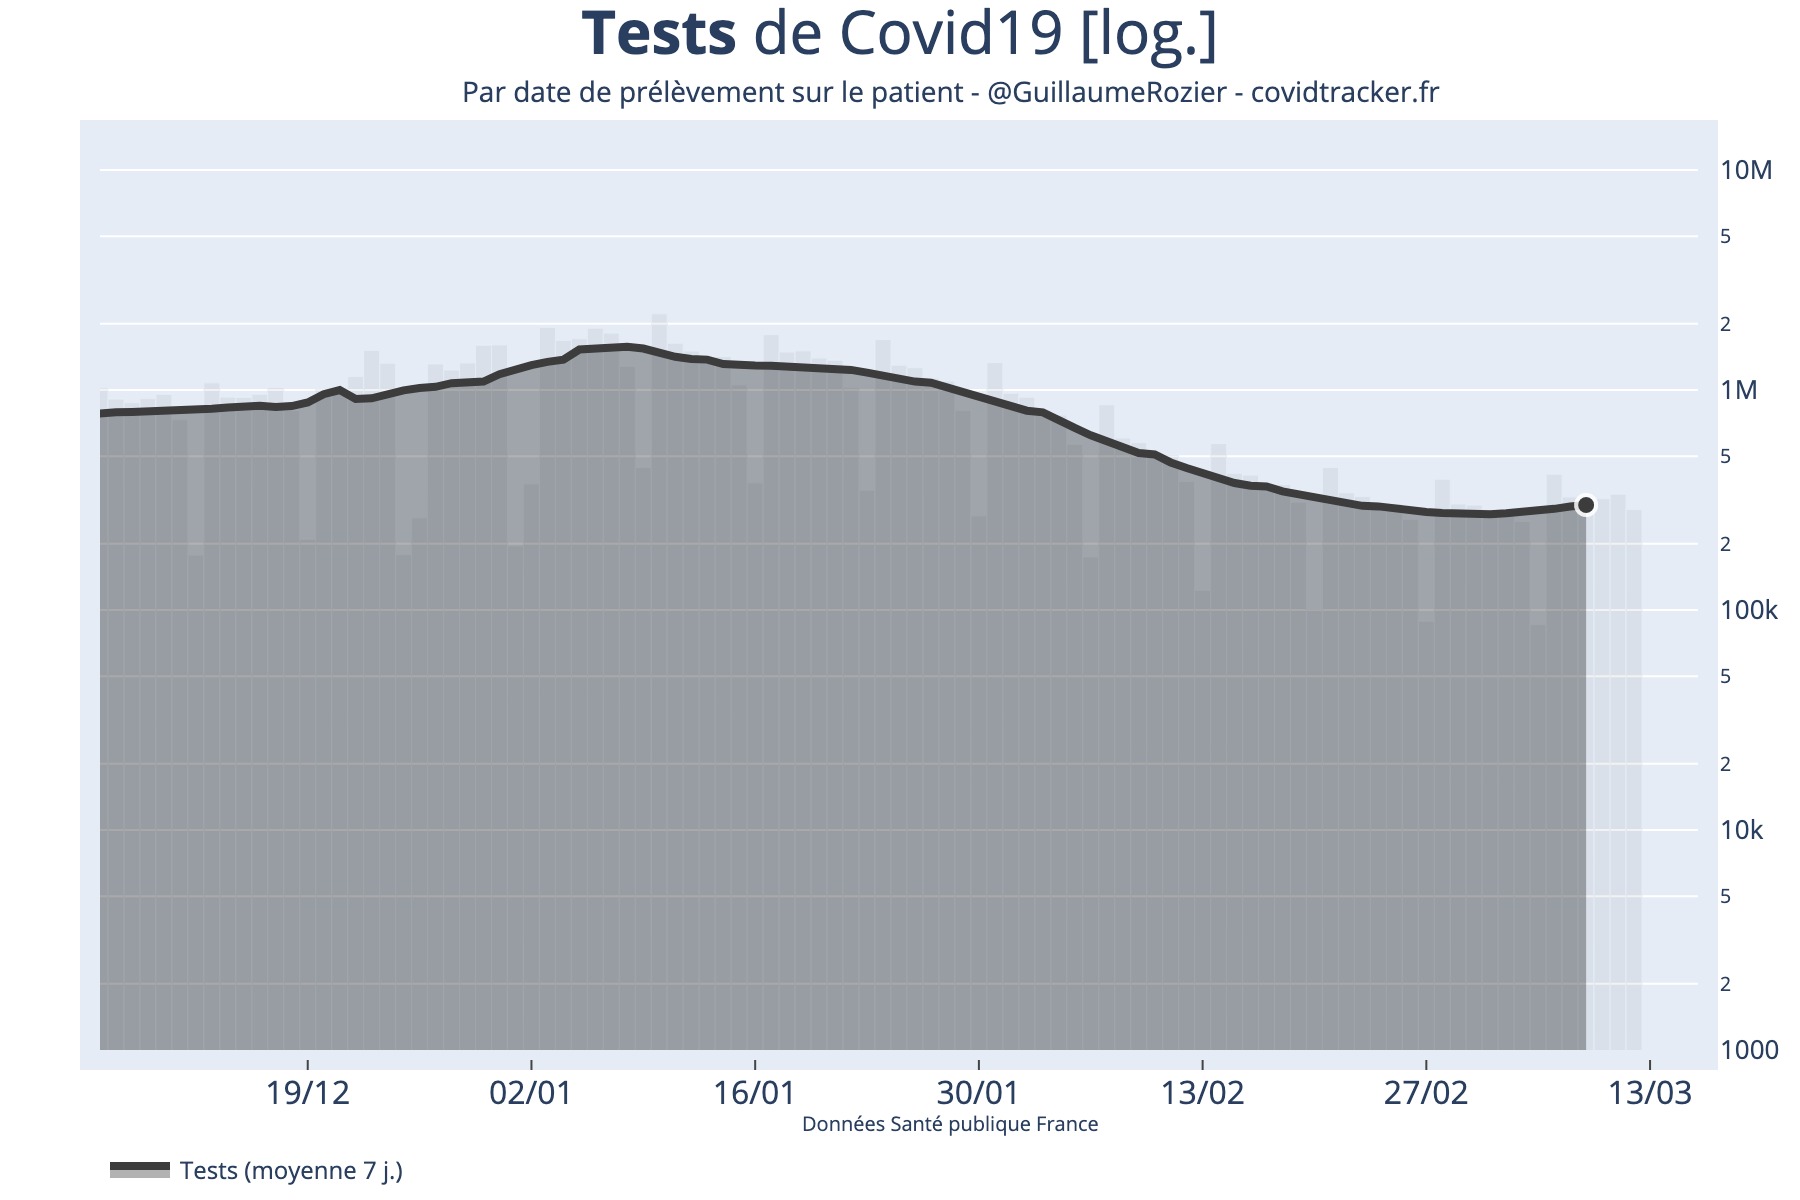 Tests de Covid19 [log.]
Par date de prélèvement sur le patient - @GuillaumeRozier - covidtracker.fr
10M
5
2
1M
5
2
100k
5
2
10k
5
2
1000
19/12 02/01 16/01 30/01 13/02 27/02 13/03
Données Santé publique France
Tests (moyenne 7 j.)